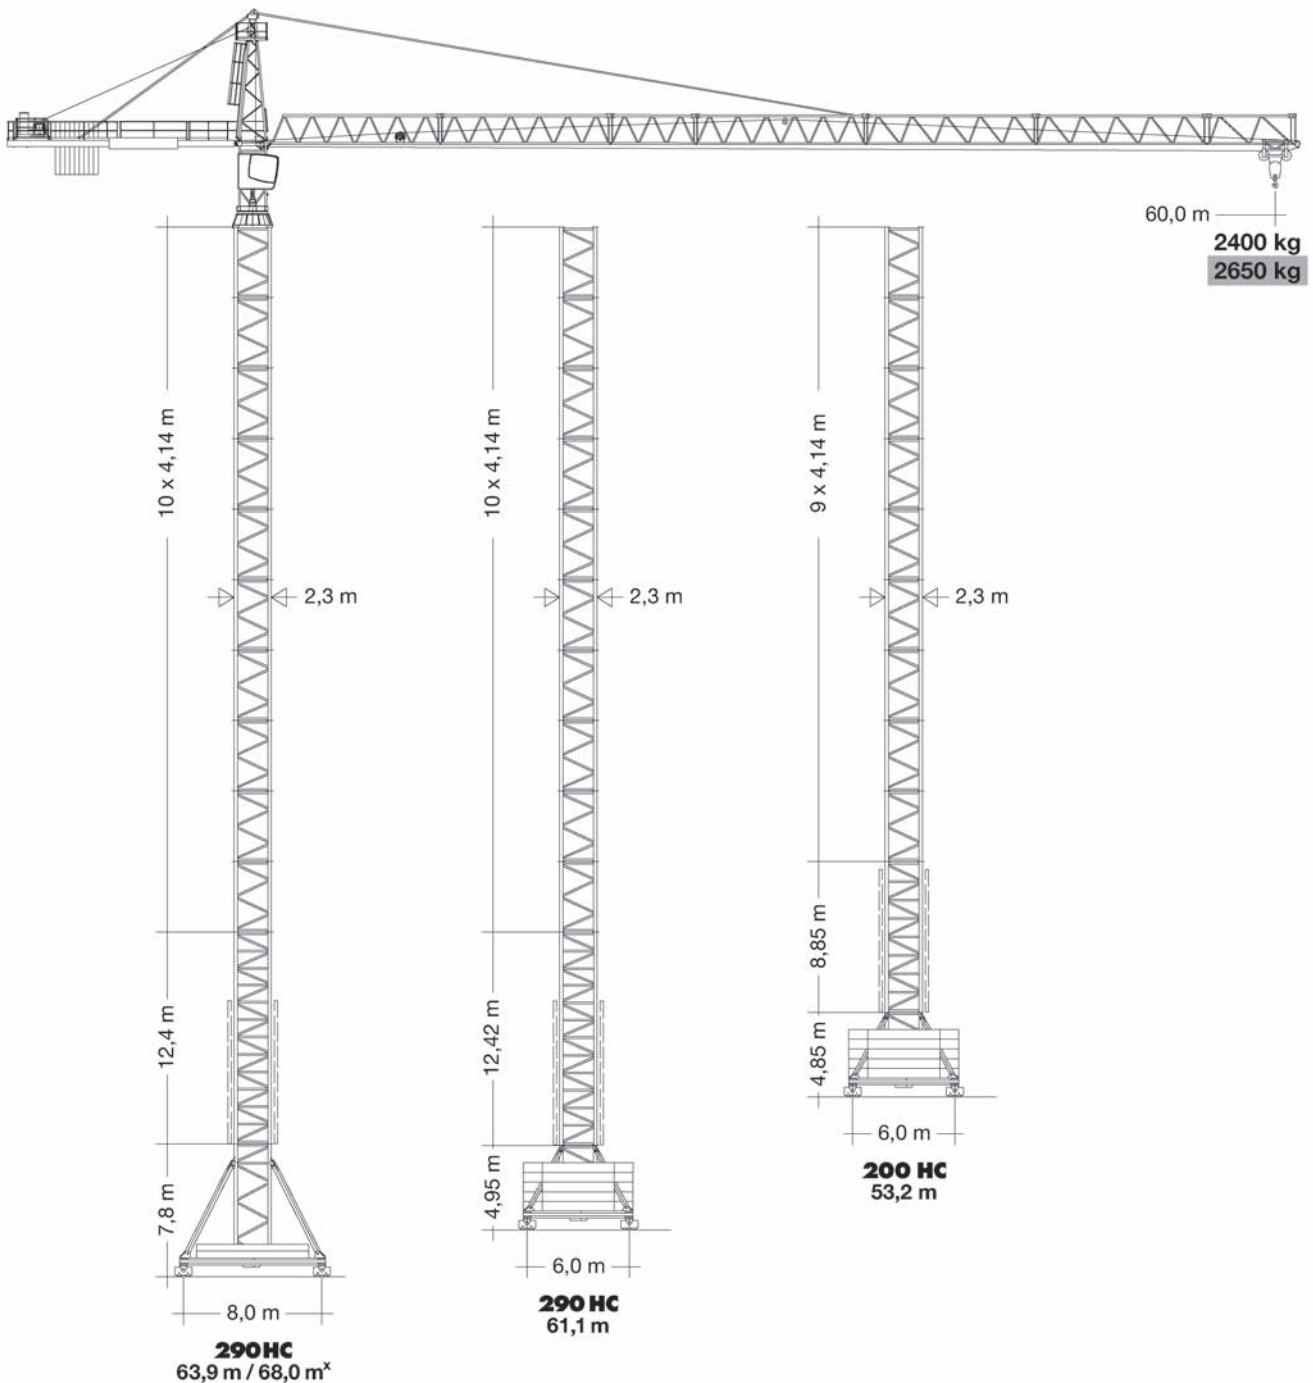 60,0 m
2400 kg
2650 kg
10 x 4,14 m
2,3 m
12,4 m
7,8 m
8,0 m
290 HC
63,9 m / 68,0 mˣ
10 x 4,14 m
2,3 m
12,42 m
4,95 m
6,0 m
290 HC
61,1 m
9 x 4,14 m
2,3 m
8,85 m
4,85 m
6,0 m
200 HC
53,2 m